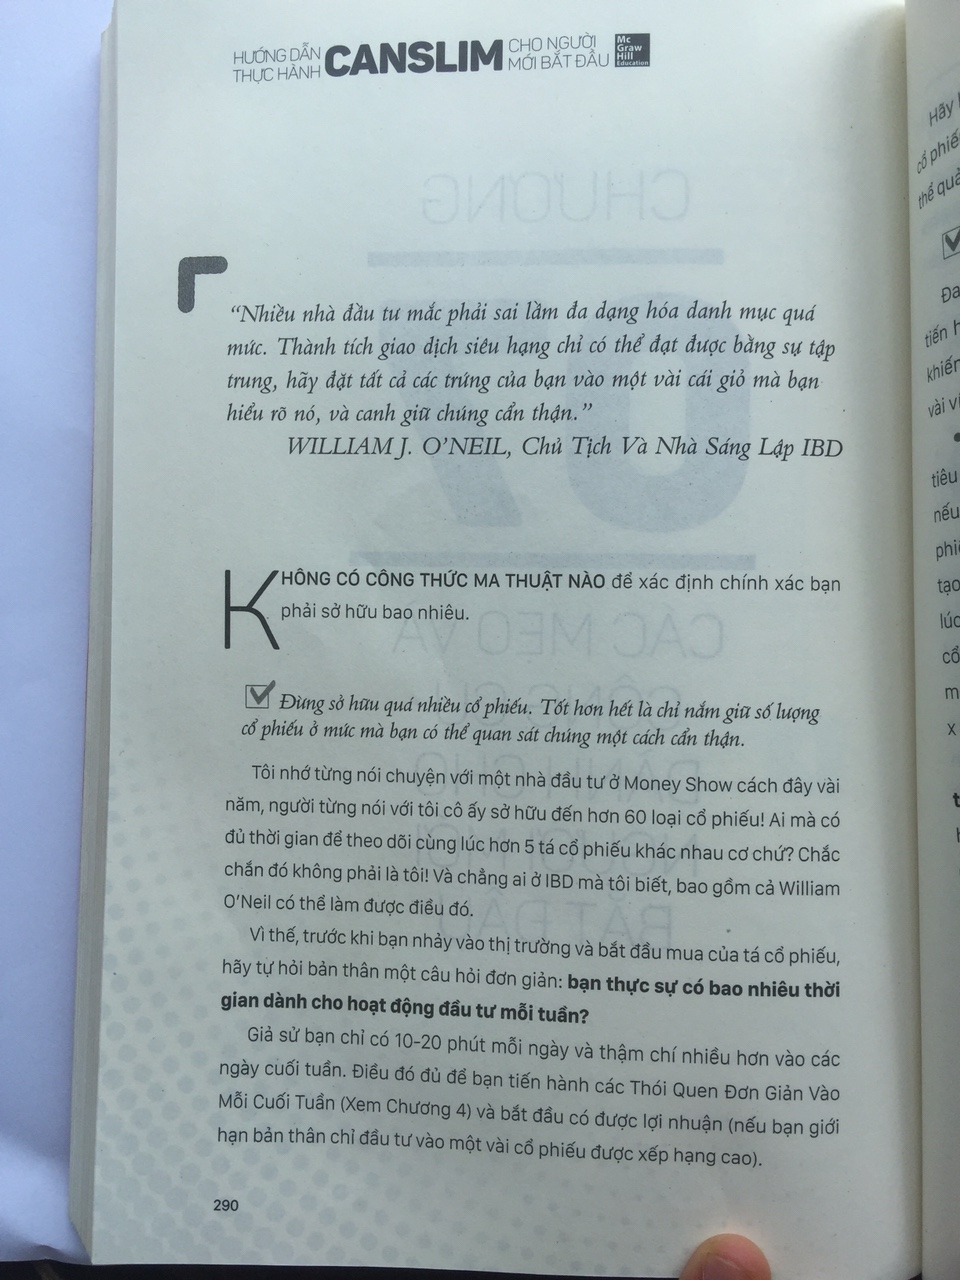 HƯỚNG DẪN
THỰC HÀNH
CANSLIM
CHO NGƯỜI
MỚI BẮT ĐẦU
Mc
Graw
Hill
Education
“Nhiều nhà đầu tư mắc phải sai lầm đa dạng hóa danh mục quá
mức. Thành tích giao dịch siêu hạng chỉ có thể đạt được bằng sự tập
trung, hãy đặt tất cả các trứng của bạn vào một vài cái giỏ mà bạn
hiểu rõ nó, và canh giữ chúng cẩn thận.”
WILLIAM J. O’NEIL, Chủ Tịch Và Nhà Sáng Lập IBD
KHÔNG CÓ CÔNG THỨC MA THUẬT NÀO để xác định chính xác bạn
phải sở hữu bao nhiêu.
Đừng sở hữu quá nhiều cổ phiếu. Tốt hơn hết là chỉ nắm giữ số lượng
cổ phiếu ở mức mà bạn có thể quan sát chúng một cách cẩn thận.
Tôi nhớ từng nói chuyện với một nhà đầu tư ở Money Show cách đây vài
năm, người từng nói với tôi cô ấy sở hữu đến hơn 60 loại cổ phiếu! Ai mà có
đủ thời gian để theo dõi cùng lúc hơn 5 tá cổ phiếu khác nhau cơ chứ? Chắc
chắn đó không phải là tôi! Và chẳng ai ở IBD mà tôi biết, bao gồm cả William
O’Neil có thể làm được điều đó.
Vì thế, trước khi bạn nhảy vào thị trường và bắt đầu mua của tá cổ phiếu,
hãy tự hỏi bản thân một câu hỏi đơn giản: bạn thực sự có bao nhiêu thời
gian dành cho hoạt động đầu tư mỗi tuần?
Giả sử bạn chỉ có 10-20 phút mỗi ngày và thậm chí nhiều hơn vào các
ngày cuối tuần. Điều đó đủ để bạn tiến hành các Thói Quen Đơn Giản Vào
Mỗi Cuối Tuần (Xem Chương 4) và bắt đầu có được lợi nhuận (nếu bạn giới
hạn bản thân chỉ đầu tư vào một vài cổ phiếu được xếp hạng cao).
290
Hãy
cổ phiế
thể quả
Đa
tiến
khiến
vài
tiêu
nếu
phi
tạo
lúc
cổ
m
x